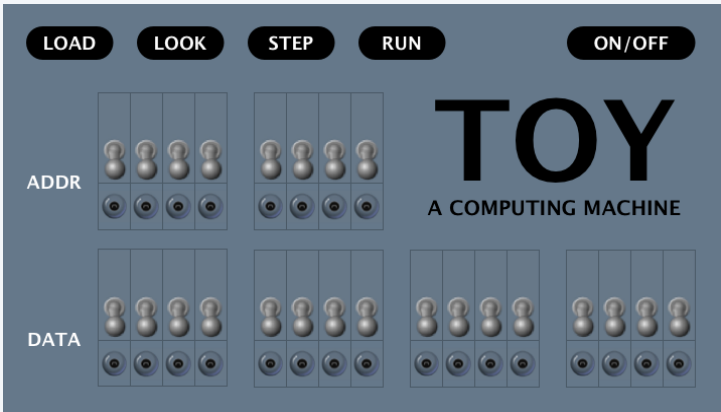 LOAD LOOK STEP RUN ON/OFF
TOY
ADDR
A COMPUTING MACHINE
DATA